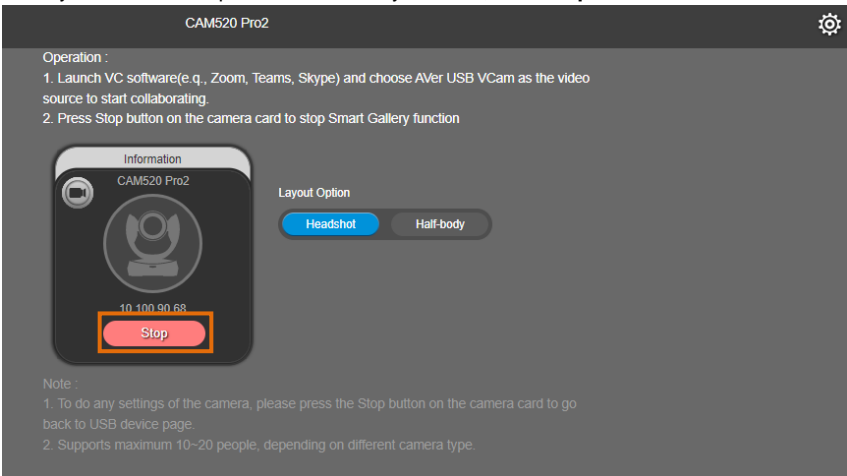 CAM520 Pro2
Operation :
1. Launch VC software(e.g., Zoom, Teams, Skype) and choose AVer USB VCam as the video
source to start collaborating.
2. Press Stop button on the camera card to stop Smart Gallery function
Information
CAM520 Pro2
Layout Option
Headshot Half-body
10.100.90.68
Stop
Note :
1. To do any settings of the camera, please press the Stop button on the camera card to go
back to USB device page.
2. Supports maximum 10~20 people, depending on different camera type.